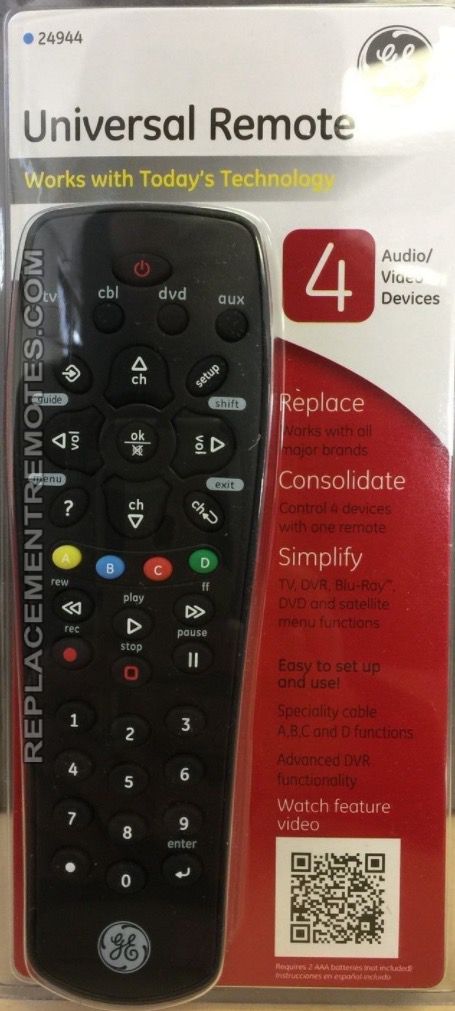 24944
GE
Universal Remote
Works with Today's Technology
4
Audio/
Video
Devices
tv
cbl
dvd
aux
ch
setup
guide
shift
vol
ok
vol
menu
exit
?
ch
ch
A
B
C
D
rew
play
ff
rec
stop
pause
1
2
3
4
5
6
7
8
9
enter
0
GE
Replace
Works with all
major brands
Consolidate
Control 4 devices
with one remote
Simplify
TV, DVR, Blu-Ray™,
DVD and satellite
menu functions
Easy to set up
and use!
Speciality cable
A,B,C and D functions
Advanced DVR
functionality
Watch feature
video
Requires 2 AAA batteries (not included)
Instrucciones en español incluido
REPLACEMENTREMOTES.COM